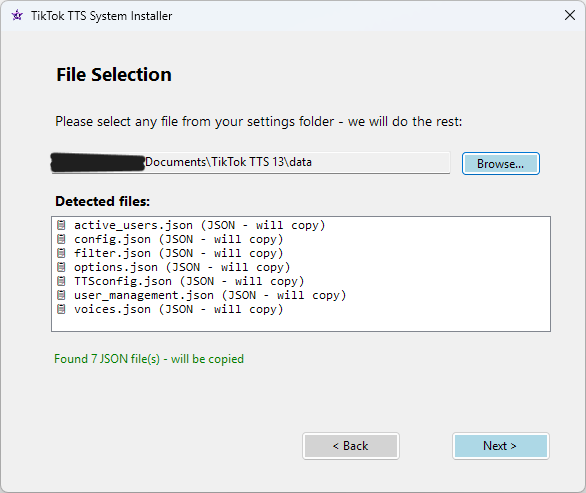 TikTok TTS System Installer
File Selection
Please select any file from your settings folder - we will do the rest:
Documents\TikTok TTS 13\data
Browse...
Detected files:
active_users.json (JSON - will copy)
config.json (JSON - will copy)
filter.json (JSON - will copy)
options.json (JSON - will copy)
TTSconfig.json (JSON - will copy)
user_management.json (JSON - will copy)
voices.json (JSON - will copy)
Found 7 JSON file(s) - will be copied
< Back
Next >